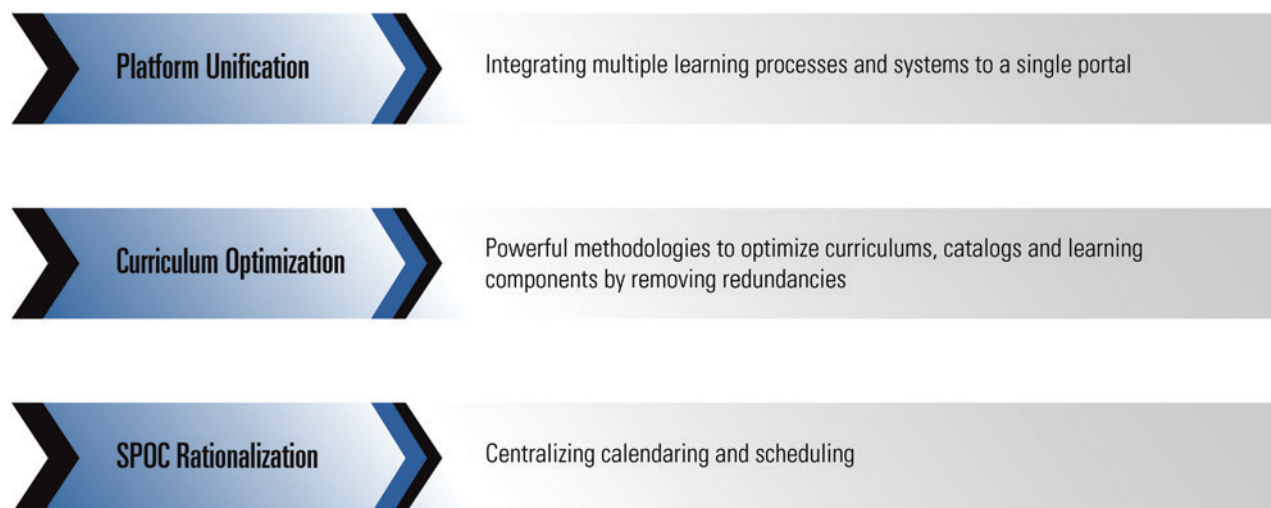 Platform Unification
Integrating multiple learning processes and systems to a single portal
Curriculum Optimization
Powerful methodologies to optimize curriculums, catalogs and learning
components by removing redundancies
SPOC Rationalization
Centralizing calendaring and scheduling